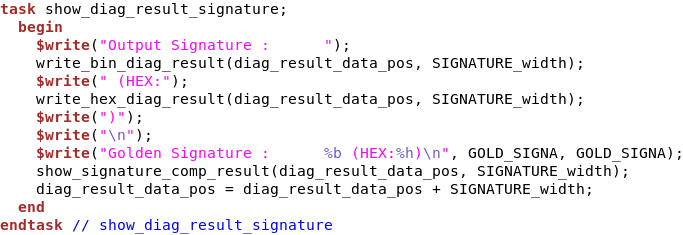 task show_diag_result_signature;
  begin
    $write("Output Signature :      ");
    write_bin_diag_result(diag_result_data_pos, SIGNATURE_width);
    $write(" (HEX:");
    write_hex_diag_result(diag_result_data_pos, SIGNATURE_width);
    $write(")");
    $write("\n");
    $write("Golden Signature :      %b (HEX:%h)\n", GOLD_SIGNA, GOLD_SIGNA);
    show_signature_comp_result(diag_result_data_pos, SIGNATURE_width);
    diag_result_data_pos = diag_result_data_pos + SIGNATURE_width;
  end
endtask // show_diag_result_signature